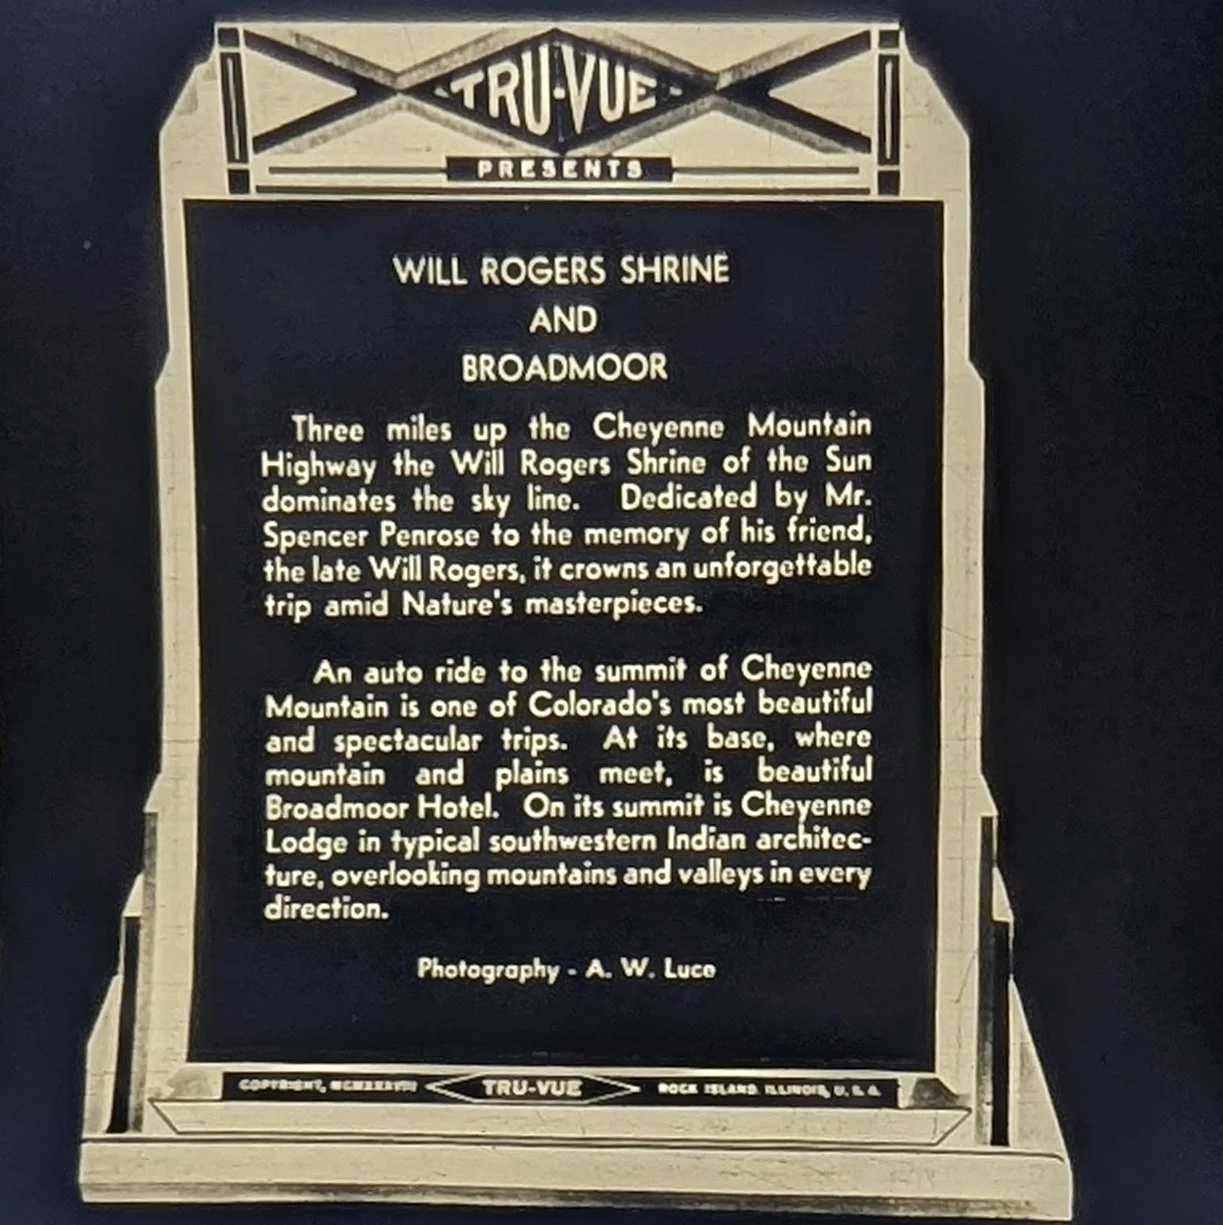 TRU-VUE
PRESENTS
WILL ROGERS SHRINE
AND
BROADMOOR
Three miles up the Cheyenne Mountain
Highway the Will Rogers Shrine of the Sun
dominates the sky line. Dedicated by Mr.
Spencer Penrose to the memory of his friend,
the late Will Rogers, it crowns an unforgettable
trip amid Nature's masterpieces.
An auto ride to the summit of Cheyenne
Mountain is one of Colorado's most beautiful
and spectacular trips. At its base, where
mountain and plains meet, is beautiful
Broadmoor Hotel. On its summit is Cheyenne
Lodge in typical southwestern Indian architec-
ture, overlooking mountains and valleys in every
direction.
Photography - A. W. Luce
COPYRIGHT, TRU-VUE ROCK ISLAND, ILLINOIS, U. S. A.